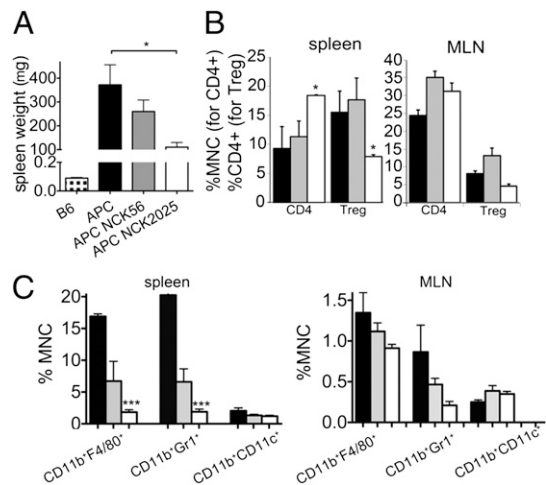 A
*
spleen weight (mg)
400
300
200
100
0.2
0.0
B6
APC
APC NCK56
APC NCK2025
B
spleen
MLN
%MNC (for CD4+)
%CD4+ (for Treg)
25
20
15
10
5
0
*
*
CD4
Treg
40
35
30
25
20
15
10
5
0
CD4
Treg
C
spleen
MLN
% MNC
20
15
10
5
0
***
***
CD11b+F4/80+
CD11b+Gr1+
CD11b+CD11c+
%MNC
1.5
1.0
0.5
0.0
CD11b+F4/80+
CD11b+Gr1+
CD11b+CD11c+